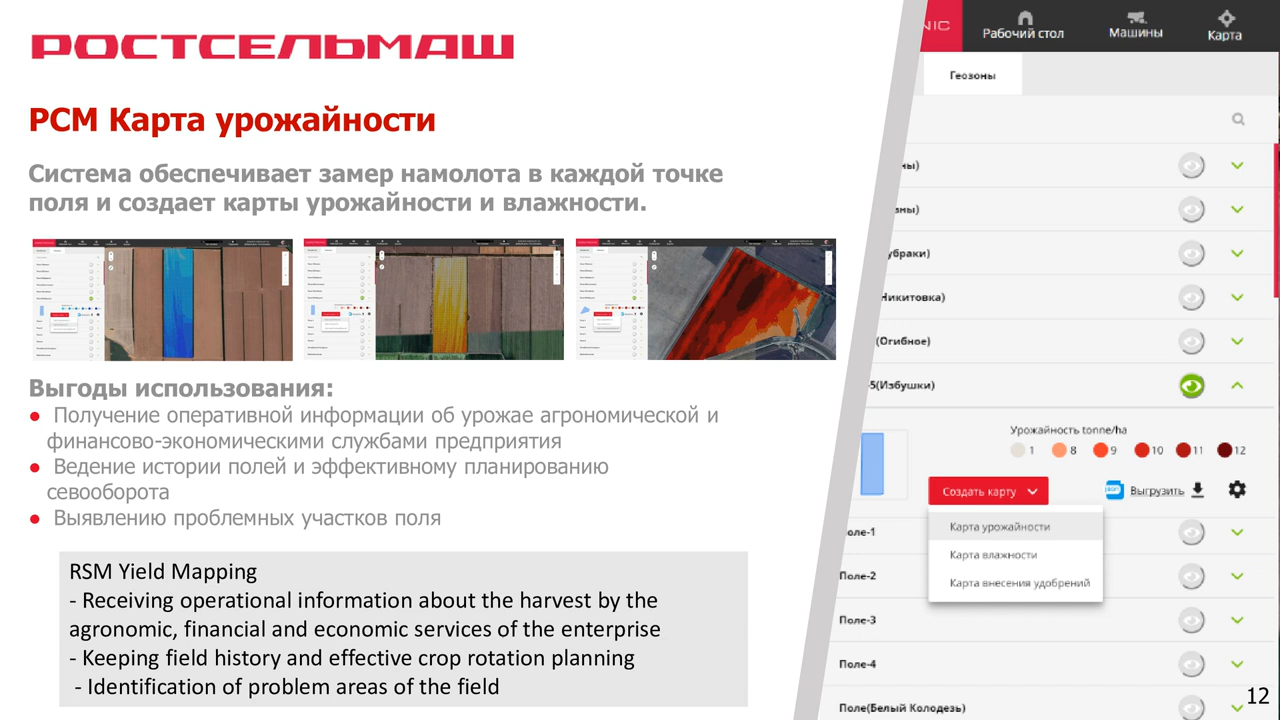 РОСТСЕЛЬМАШ
РСМ Карта урожайности
Система обеспечивает замер намолота в каждой точке
поля и создает карты урожайности и влажности.
Выгоды использования:
● Получение оперативной информации об урожае агрономической и
финансово-экономическими службами предприятия
● Ведение истории полей и эффективному планированию
севооборота
● Выявлению проблемных участков поля
RSM Yield Mapping
- Receiving operational information about the harvest by the
agronomic, financial and economic services of the enterprise
- Keeping field history and effective crop rotation planning
- Identification of problem areas of the field
NIC
Рабочий стол
Машины
Карта
Геозоны
ны)
зны)
убраки)
Никитовка)
(Огибное)
-5(Избушки)
Урожайность tonne/ha
1 8 9 10 11 12
Создать карту
Выгрузить
Карта урожайности
Карта влажности
Карта внесения удобрений
Поле-1
Поле-2
Поле-3
Поле-4
Поле(Белый Колодезь)
12